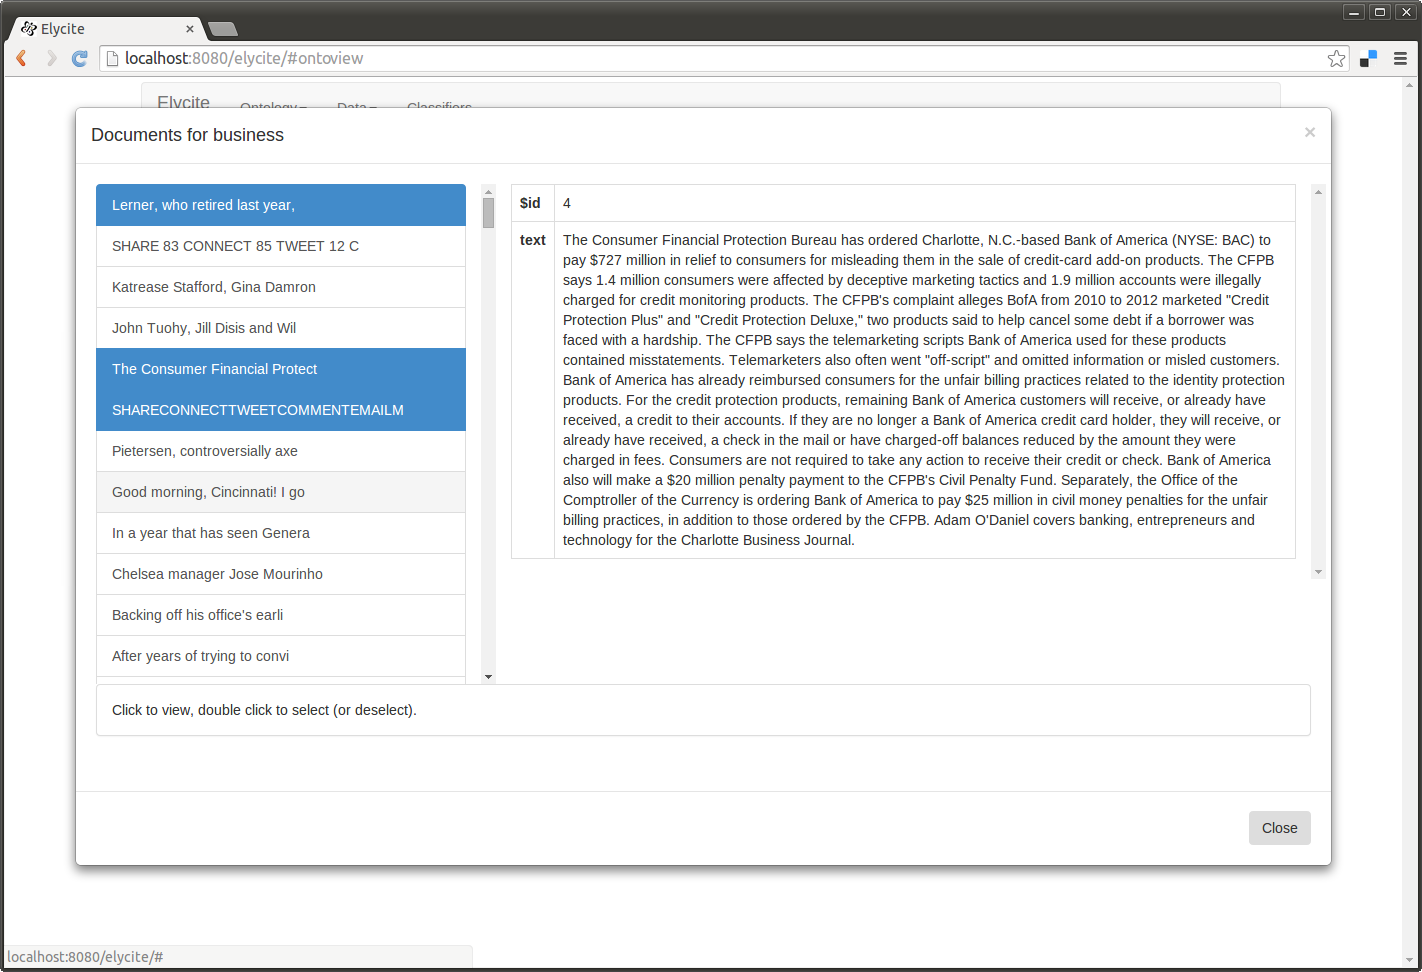 Elycite
localhost:8080/elycite/#ontoview
Elycite Ontology Data Classifiers
Documents for business
Lerner, who retired last year,
SHARE 83 CONNECT 85 TWEET 12 C
Katrease Stafford, Gina Damron
John Tuohy, Jill Disis and Wil
The Consumer Financial Protect
SHARECONNECTTWEETCOMMENTEMAILM
Pietersen, controversially axe
Good morning, Cincinnati! I go
In a year that has seen Genera
Chelsea manager Jose Mourinho
Backing off his office's earli
After years of trying to convi
$id 4
text The Consumer Financial Protection Bureau has ordered Charlotte, N.C.-based Bank of America (NYSE: BAC) to
pay $727 million in relief to consumers for misleading them in the sale of credit-card add-on products. The CFPB
says 1.4 million consumers were affected by deceptive marketing tactics and 1.9 million accounts were illegally
charged for credit monitoring products. The CFPB's complaint alleges BofA from 2010 to 2012 marketed "Credit
Protection Plus" and "Credit Protection Deluxe," two products said to help cancel some debt if a borrower was
faced with a hardship. The CFPB says the telemarketing scripts Bank of America used for these products
contained misstatements. Telemarketers also often went "off-script" and omitted information or misled customers.
Bank of America has already reimbursed consumers for the unfair billing practices related to the identity protection
products. For the credit protection products, remaining Bank of America customers will receive, or already have
received, a credit to their accounts. If they are no longer a Bank of America credit card holder, they will receive, or
already have received, a check in the mail or have charged-off balances reduced by the amount they were
charged in fees. Consumers are not required to take any action to receive their credit or check. Bank of America
also will make a $20 million penalty payment to the CFPB's Civil Penalty Fund. Separately, the Office of the
Comptroller of the Currency is ordering Bank of America to pay $25 million in civil money penalties for the unfair
billing practices, in addition to those ordered by the CFPB. Adam O'Daniel covers banking, entrepreneurs and
technology for the Charlotte Business Journal.
Click to view, double click to select (or deselect).
Close
localhost:8080/elycite/#